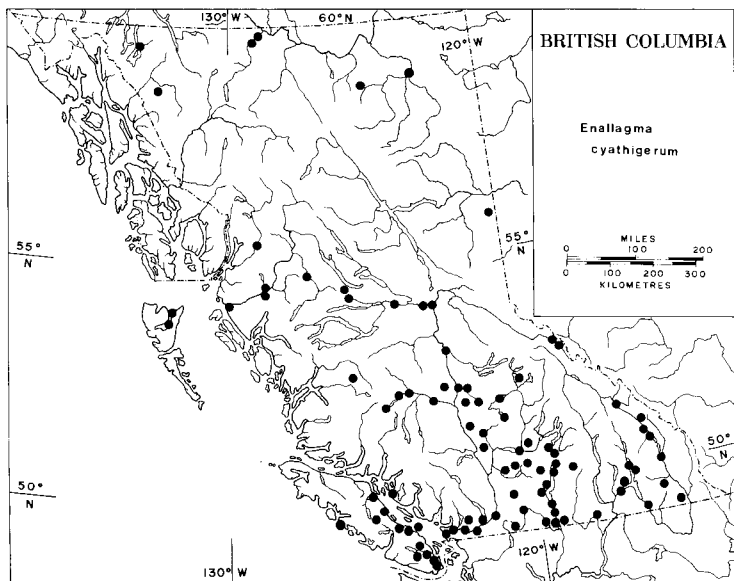 130° W
60° N
120° W
BRITISH COLUMBIA
Enallagma
cyathigerum
MILES
0 100 200
0 100 200 300
KILOMETRES
55°
N
55°
N
50°
N
50°
N
130° W
120° W